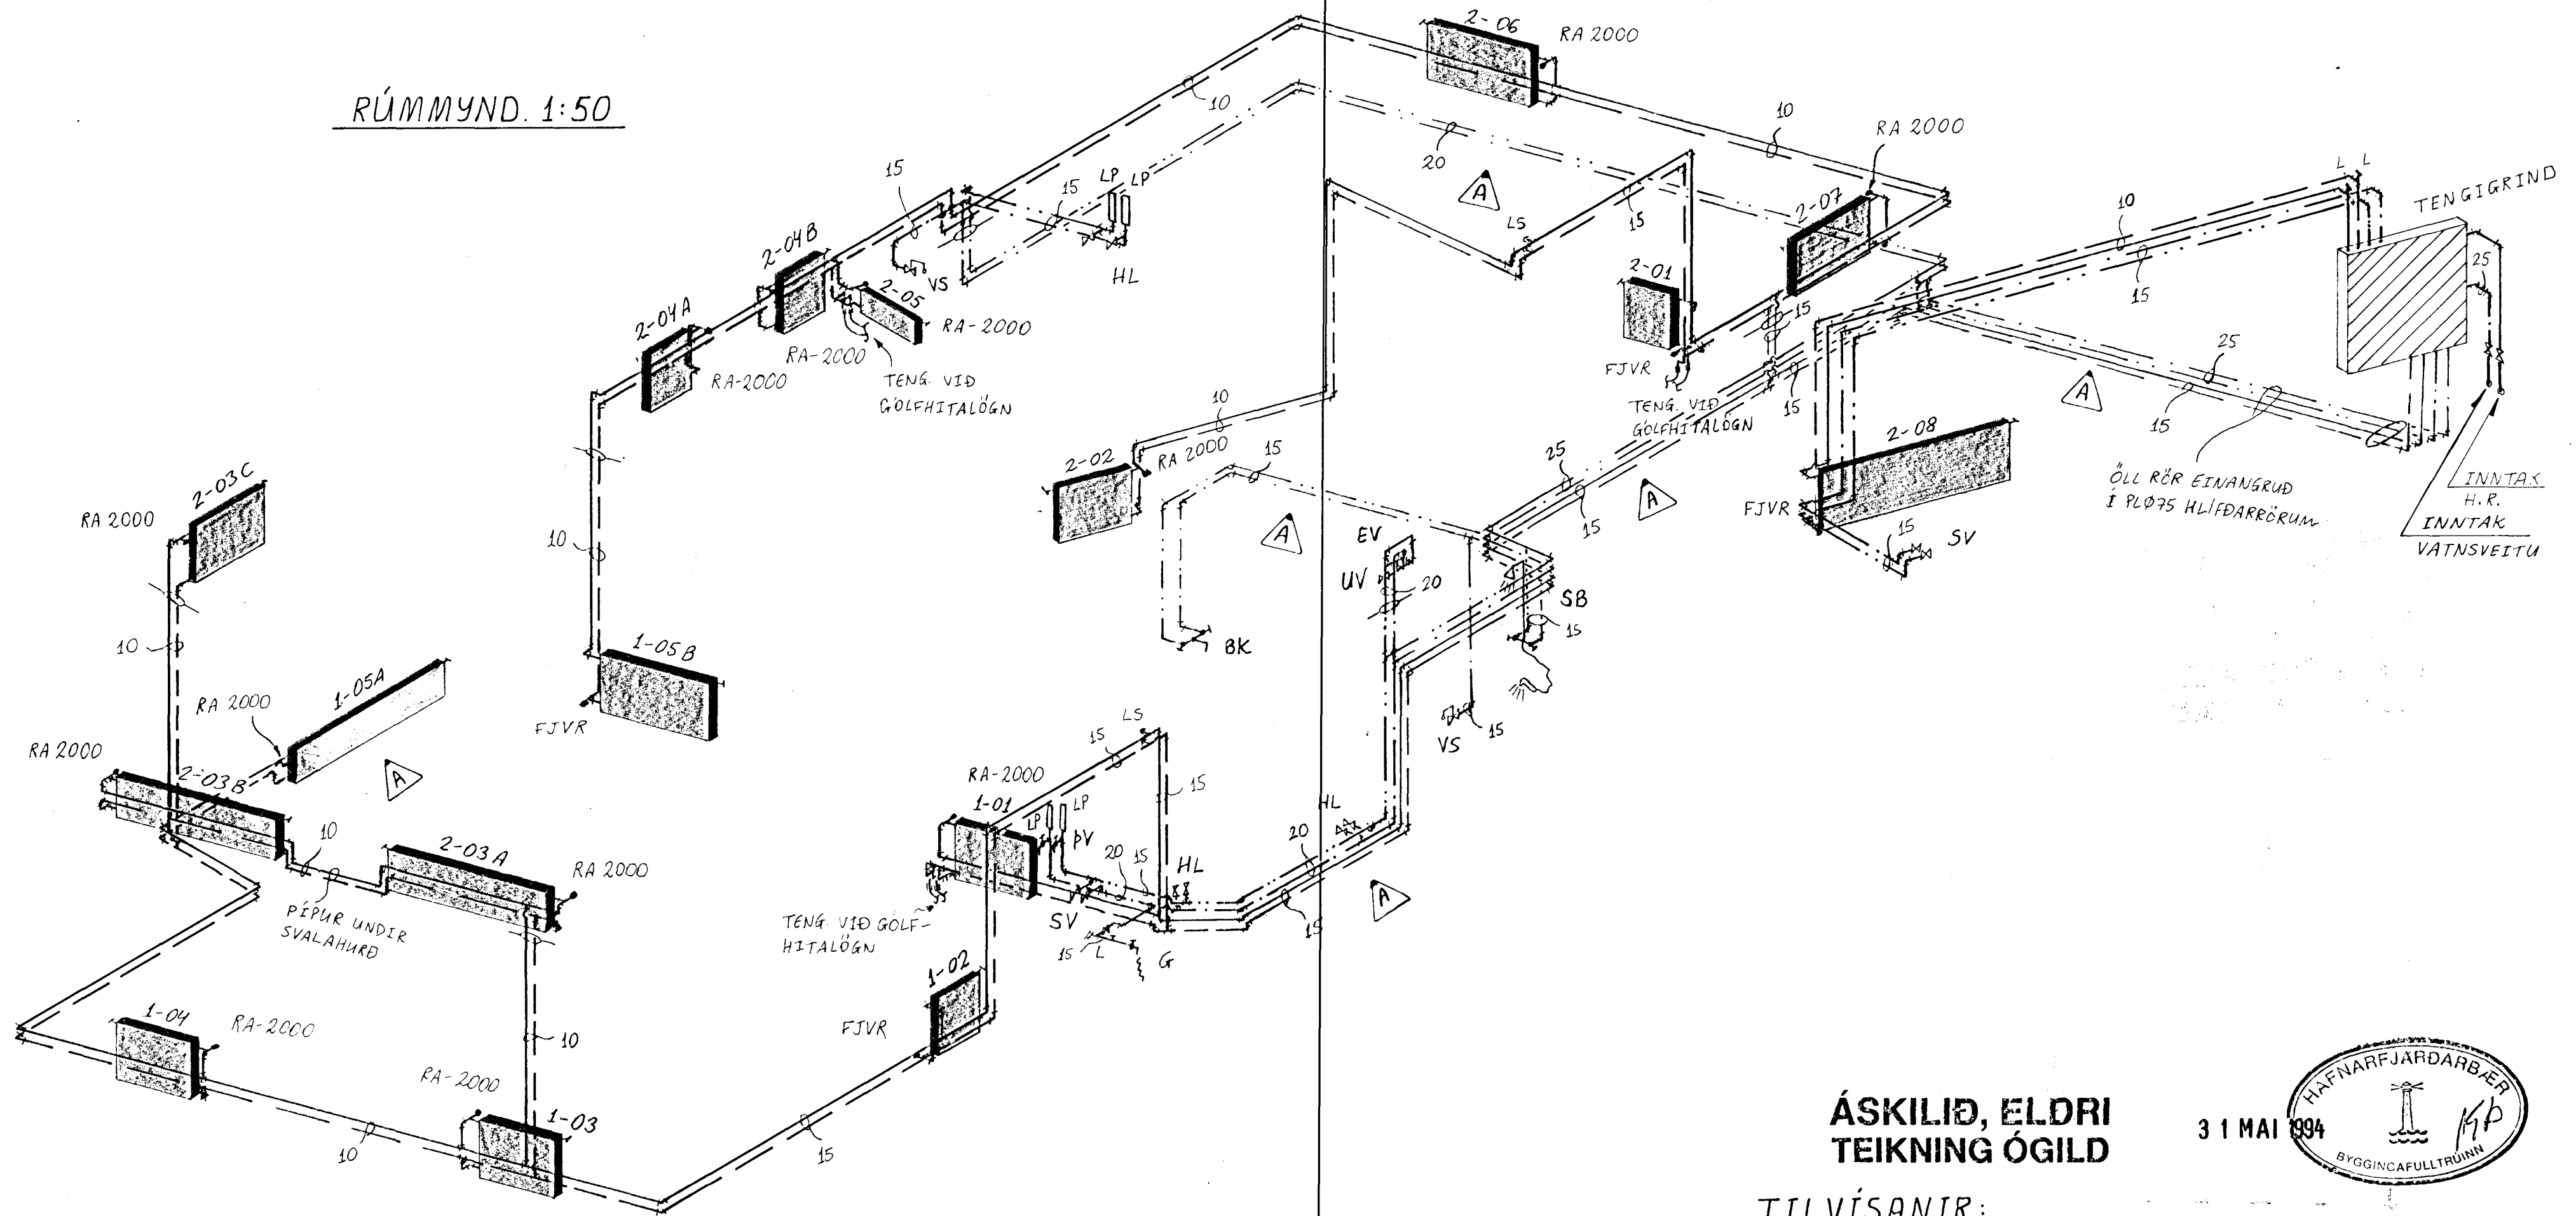 RÚMMYND. 1:50
2-06
RA 2000
10
10
RA 2000
20
A
15
LP
LP
15
HL
VS
2-04B
2-05
RA-2000
RA-2000
TENG. VIÐ
GÓLFHITALÖGN
2-04A
RA-2000
LS
15
2-07
2-01
15
FJVR
TENG. VIÐ
GÓLFHITALÖGN
15
15
10
15
L
L
TENGIGRIND
25
25
15
A
ÖLL RÖR EINANGRUÐ
Í PLØ75 HLÍFÐARRÖRUM
INNTAK
H.R.
INNTAK
VATNSVEITU
2-08
FJVR
15
SV
10
2-02
RA 2000
15
A
25
15
A
EV
UV
20
SB
15
BK
VS
15
2-03C
RA 2000
10
10
1-05B
FJVR
1-05A
RA 2000
A
RA 2000
2-03B
10
PÍPUR UNDIR
SVALAHURÐ
2-03A
RA 2000
LS
15
15
RA-2000
1-01
LP
LP
ÞV
20
15
HL
HL
20
15
A
SV
TENG. VIÐ GÓLF-
HITALÖGN
15
L
G
1-02
FJVR
1-04
RA-2000
10
RA-2000
1-03
10
15
ÁSKILIÐ, ELDRI
TEIKNING ÓGILD
31 MAI 1994
HAFNARFJARÐARBÆR
BYGGINGAFULLTRÚINN
TILVÍSANIR: